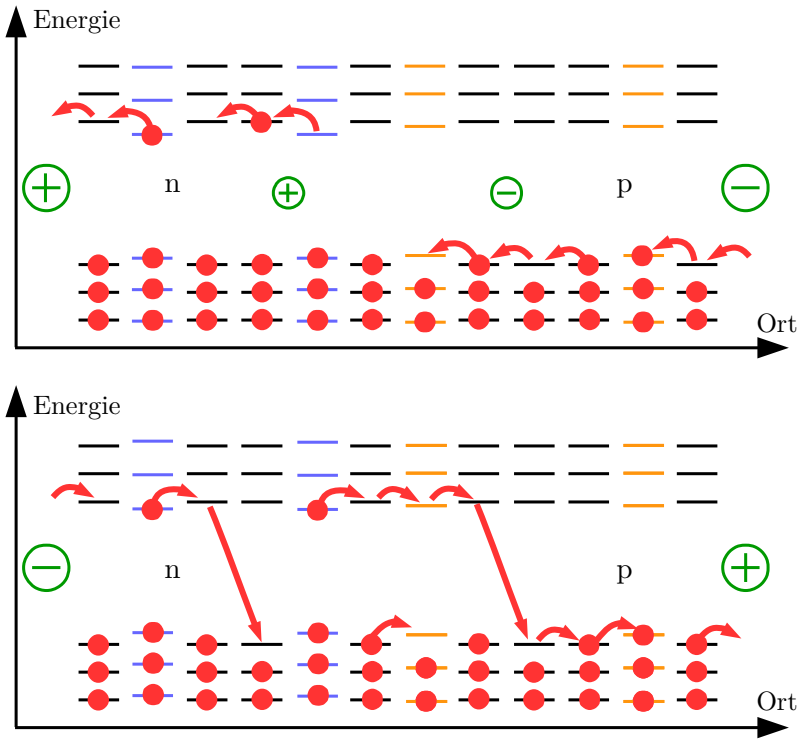 Energie
+ n + − p −
Ort
Energie
− n p +
Ort